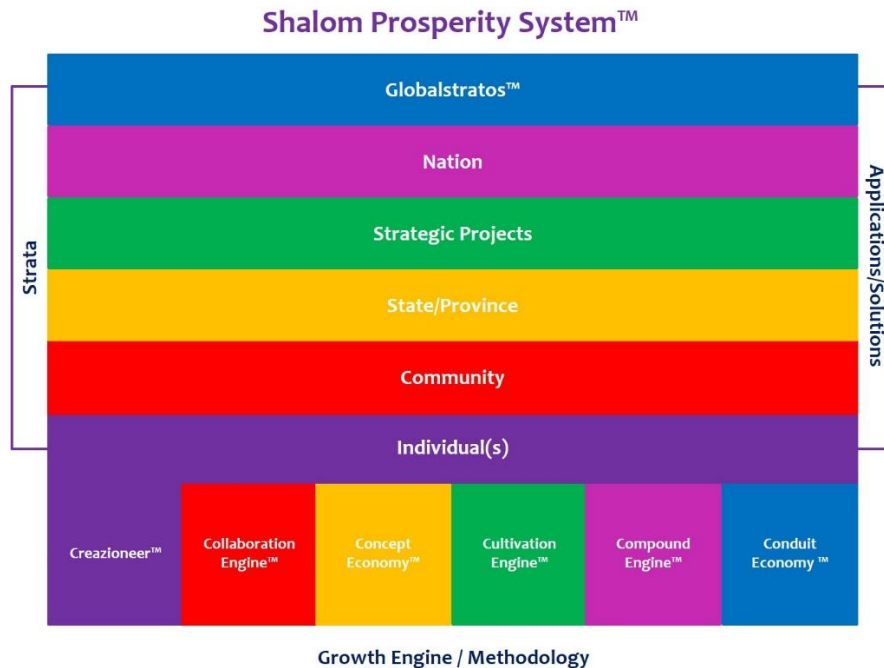 Shalom Prosperity System™
Globalstratos™
Nation
Strategic Projects
State/Province
Community
Individual(s)
Strata
Applications/Solutions
Creazioneer™
Collaboration
Engine™
Concept
Economy™
Cultivation
Engine™
Compound
Engine™
Conduit
Economy ™
Growth Engine / Methodology